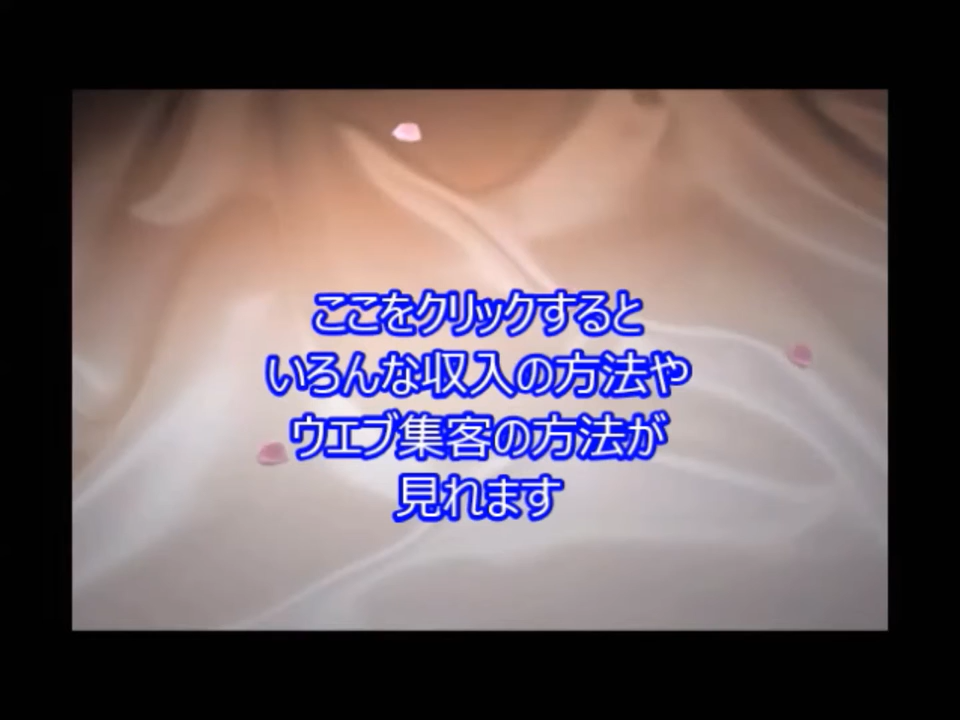 ここをクリックすると
いろんな収入の方法や
ウエブ集客の方法が
見れます